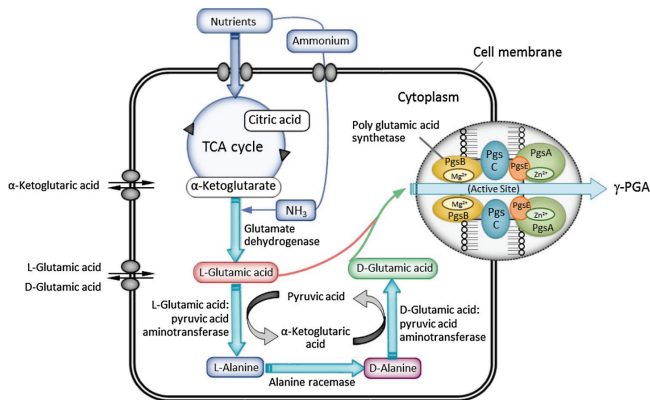 Nutrients
Ammonium
Cell membrane
Cytoplasm
Citric acid
TCA cycle
α-Ketoglutarate
Poly glutamic acid
synthetase
PgsB
Mg²⁺
Pgs
C
PgsE
PgsA
Zn²⁺
(Active Site)
γ-PGA
Mg²⁺
PgsB
Pgs
C
PgsE
Zn²⁺
PgsA
α-Ketoglutaric acid
NH₃
Glutamate
dehydrogenase
L-Glutamic acid
D-Glutamic acid
L-Glutamic acid
D-Glutamic acid
L-Glutamic acid:
pyruvic acid
aminotransferase
Pyruvic acid
α-Ketoglutaric
acid
D-Glutamic acid:
pyruvic acid
aminotransferase
L-Alanine
Alanine racemase
D-Alanine